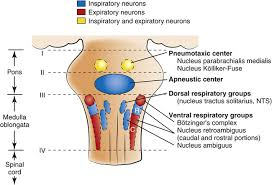 Inspiratory neurons
Expiratory neurons
Inspiratory and expiratory neurons
I
Pneumotaxic center
Nucleus parabrachialis medialis
Nucleus Kölliker-Fuse
Pons
II
Apneustic center
III
Dorsal respiratory groups
(nucleus tractus solitarius, NTS)
Medulla
oblongata
Ventral respiratory groups
Bötzinger's complex
Nucleus retroambiguus
(caudal and rostral portions)
Nucleus ambiguus
R
C
IV
Spinal
cord